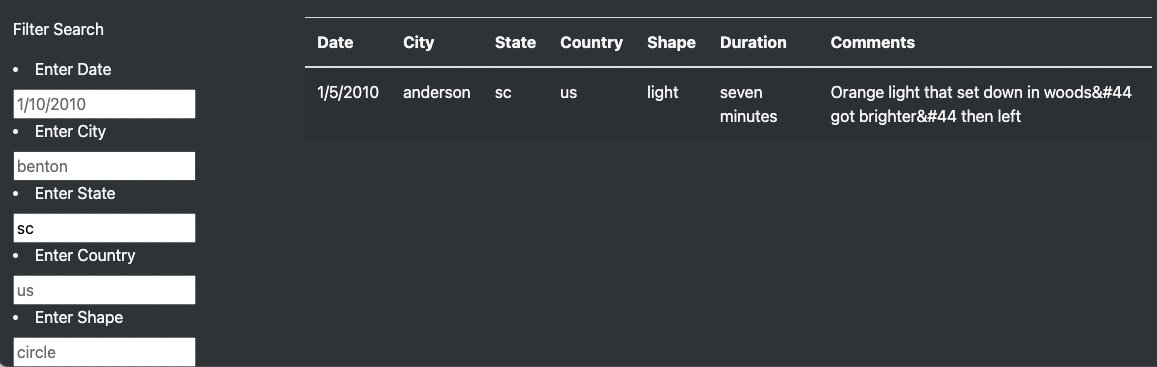 Filter Search
Enter Date
1/10/2010
Enter City
benton
Enter State
sc
Enter Country
us
Enter Shape
circle
Date City State Country Shape Duration Comments
1/5/2010 anderson sc us light seven Orange light that set down in woods&#44
minutes got brighter&#44 then left